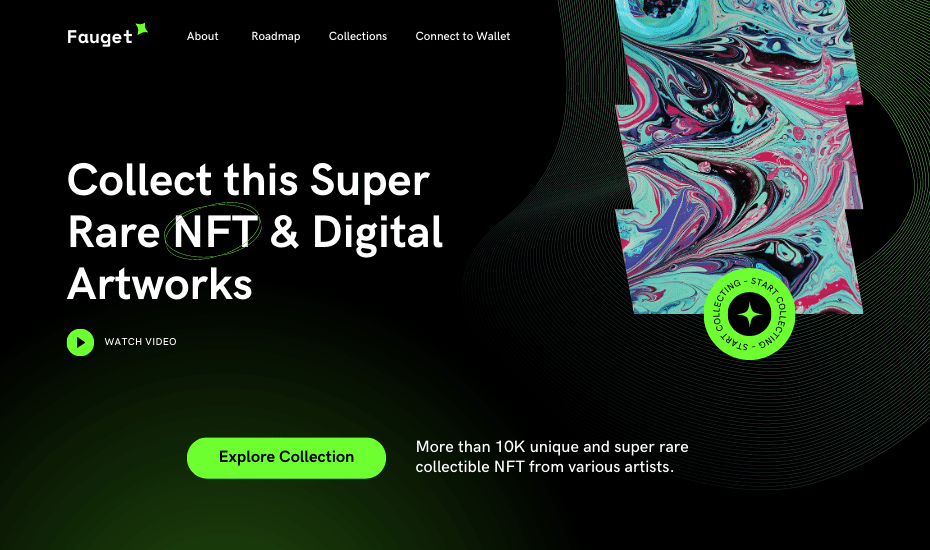 Fauget
About
Roadmap
Collections
Connect to Wallet
Collect this Super
Rare NFT & Digital
Artworks
WATCH VIDEO
START COLLECTING - START COLLECTING -
Explore Collection
More than 10K unique and super rare
collectible NFT from various artists.